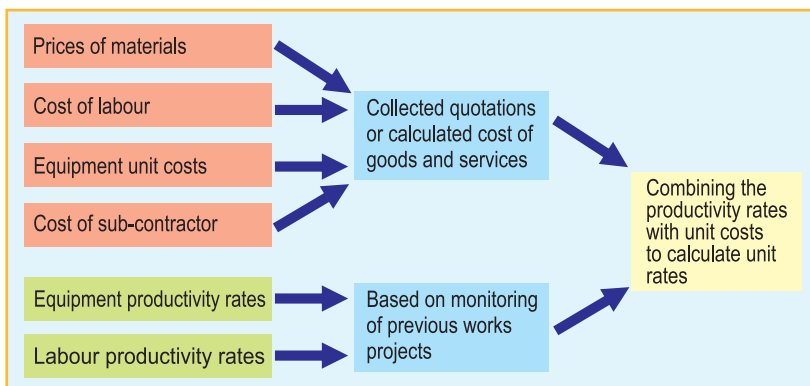 Prices of materials
Cost of labour
Equipment unit costs
Cost of sub-contractor
Equipment productivity rates
Labour productivity rates
Collected quotations
or calculated cost of
goods and services
Based on monitoring
of previous works
projects
Combining the
productivity rates
with unit costs
to calculate unit
rates